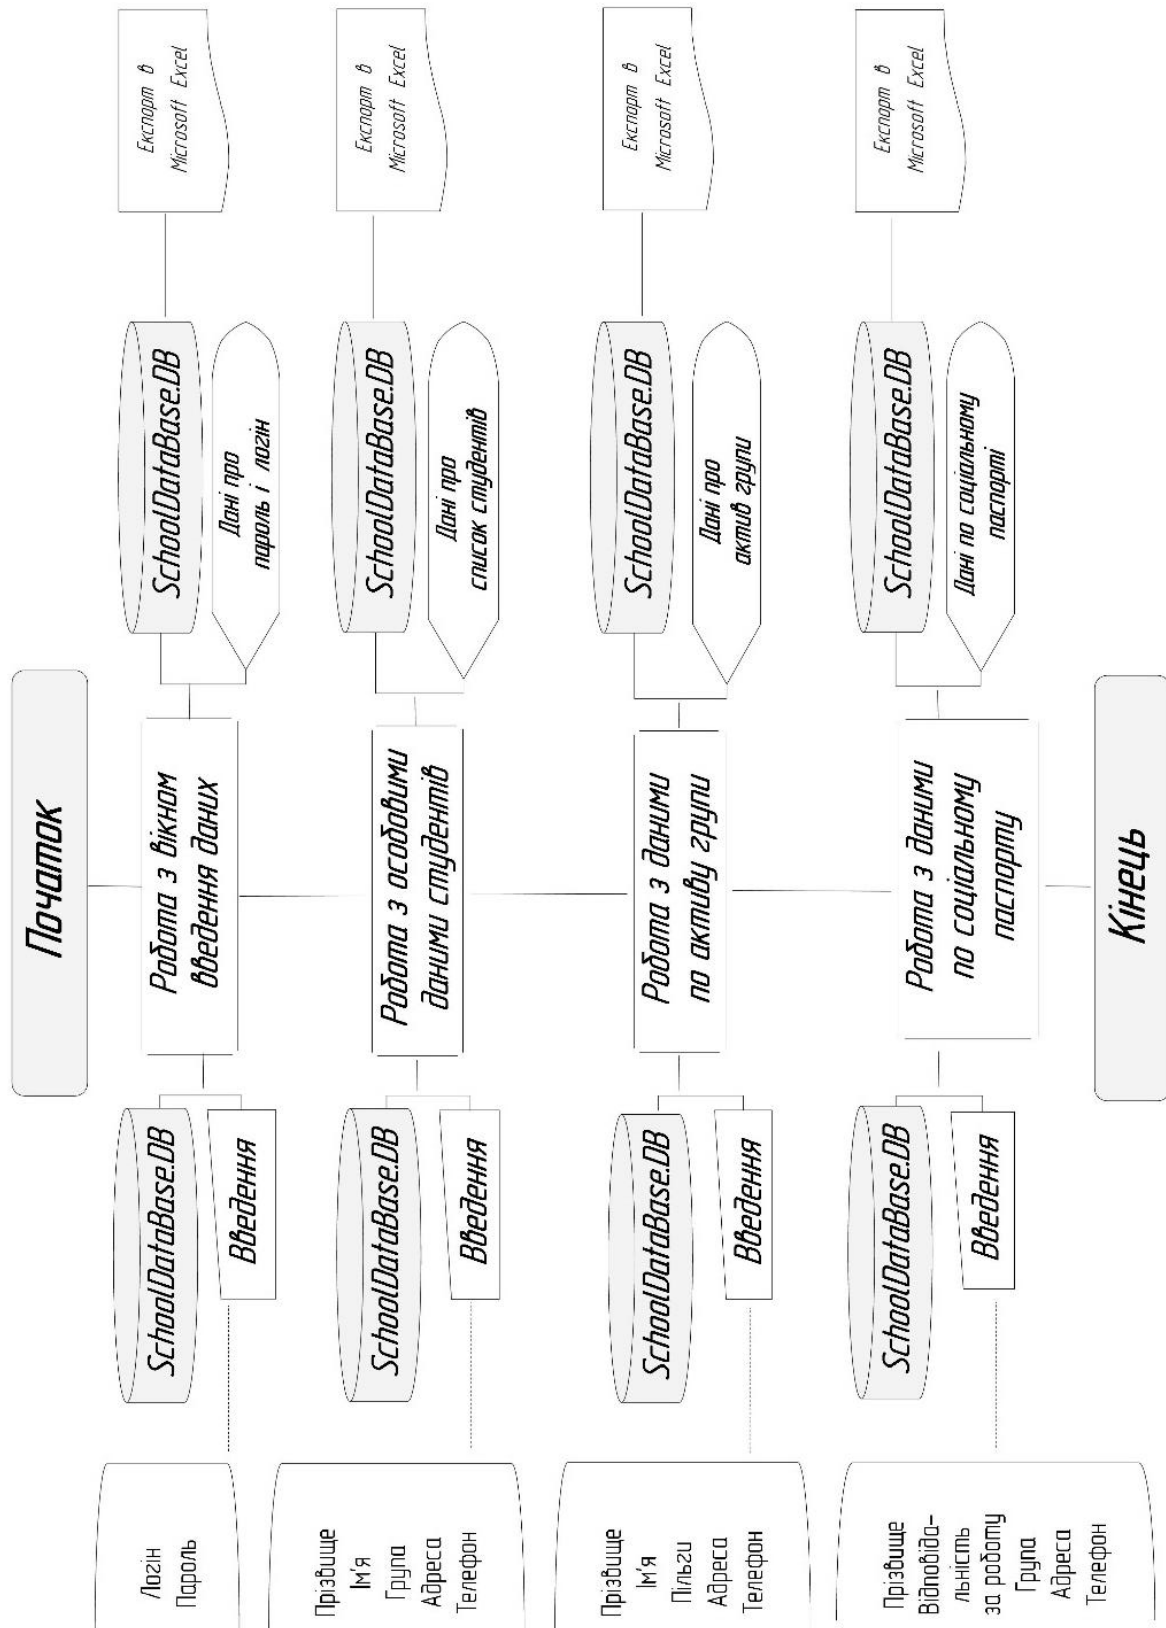 Початок
Логін
Пароль
SchoolDataBase.DB
Введення
Робота з вікном
введення даних
SchoolDataBase.DB
Дані про
пароль і логін
Експорт в
Microsoft Excel
Прізвище
Ім'я
Група
Адреса
Телефон
SchoolDataBase.DB
Введення
Робота з особовими
даними студентів
SchoolDataBase.DB
Дані про
список студентів
Експорт в
Microsoft Excel
Прізвище
Ім'я
Пільги
Адреса
Телефон
SchoolDataBase.DB
Введення
Робота з даними
по активу групи
SchoolDataBase.DB
Дані про
актив групи
Експорт в
Microsoft Excel
Прізвище
Відповіда-
льність
за роботу
Група
Адреса
Телефон
SchoolDataBase.DB
Введення
Робота з даними
по соціальному
паспорту
SchoolDataBase.DB
Дані по соціальному
паспорті
Експорт в
Microsoft Excel
Кінець